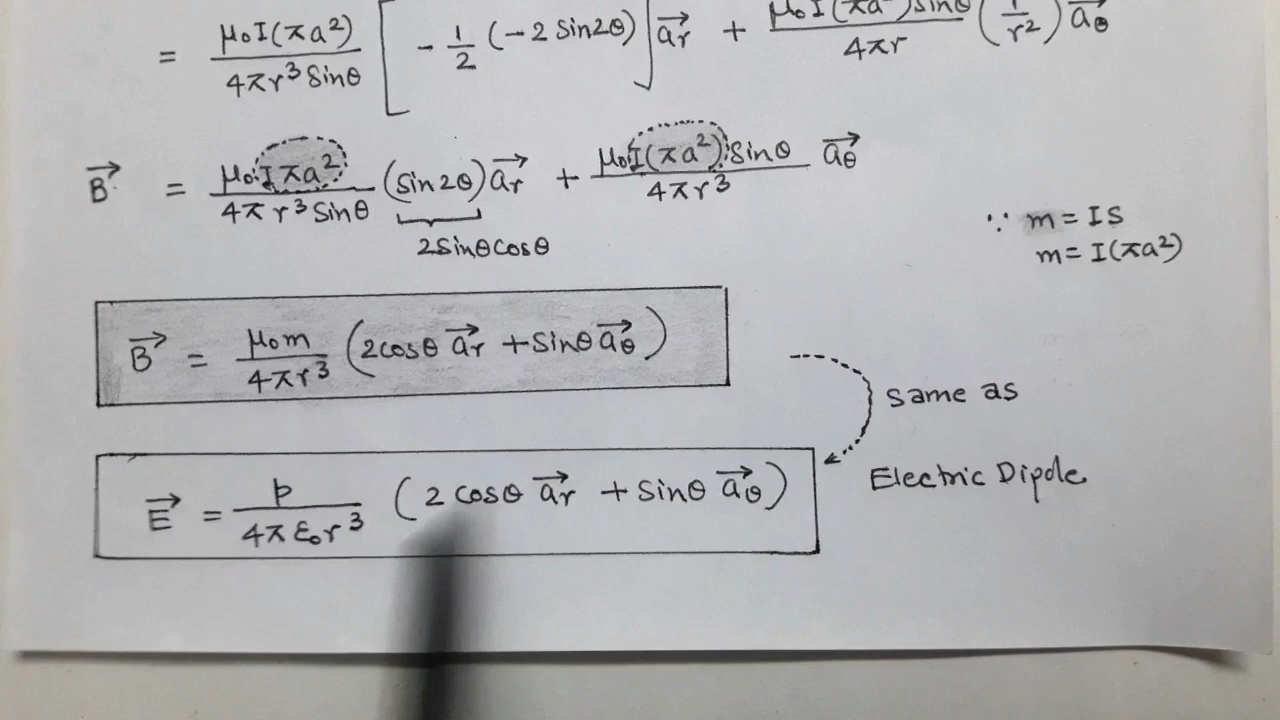 = μ₀I(πa²) / 4πr³ Sinθ [ - 1/2 (-2 Sin2θ) ] a⃗r + μ₀I(πa²) sinθ / 4πr (1/r²) a⃗θ
B⃗ = μ₀Iπa² / 4πr³ Sinθ (sin2θ) a⃗r + μ₀I(πa²) Sinθ / 4πr³ a⃗θ
2Sinθcosθ
∵ m = IS
m = I(πa²)
B⃗ = μ₀m / 4πr³ (2cosθ a⃗r + Sinθ a⃗θ)
same as
Electric Dipole
E⃗ = p / 4πε₀r³ (2 cosθ a⃗r + Sinθ a⃗θ)